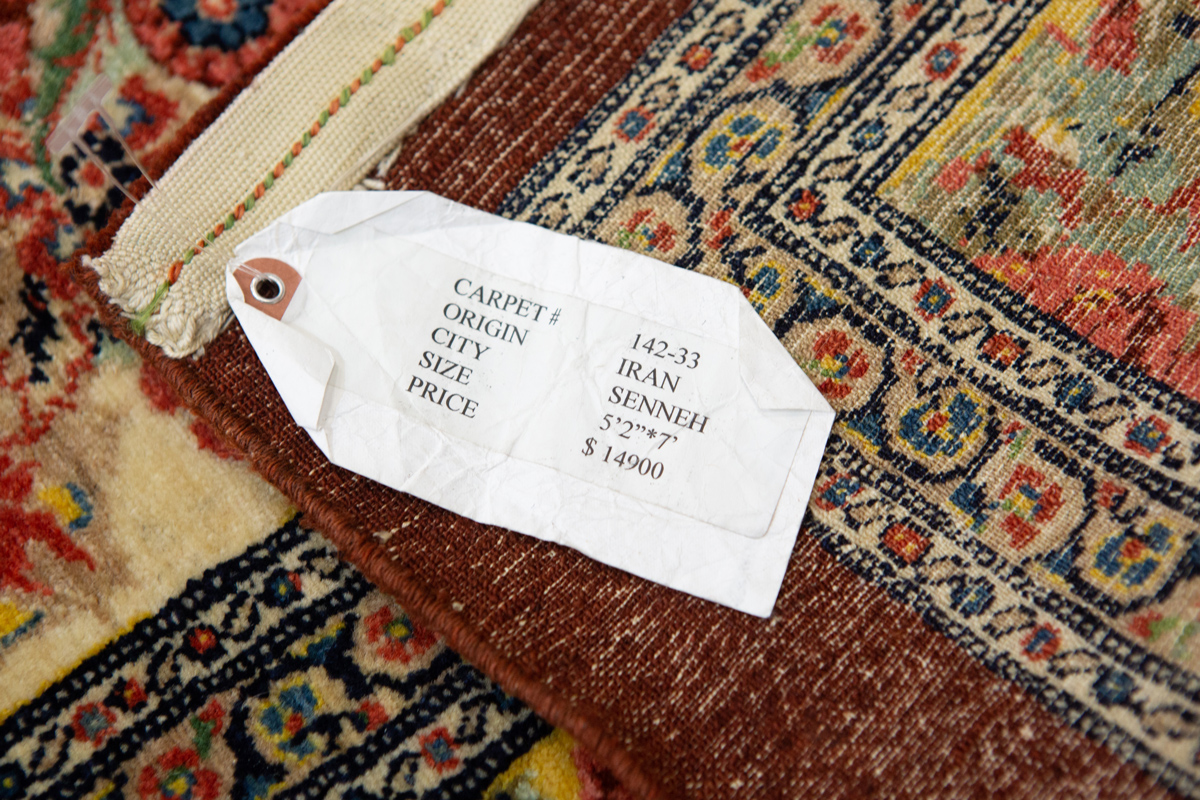 CARPET# 142-33
ORIGIN IRAN
CITY SENNEH
SIZE 5’2”*7’
PRICE $ 14900